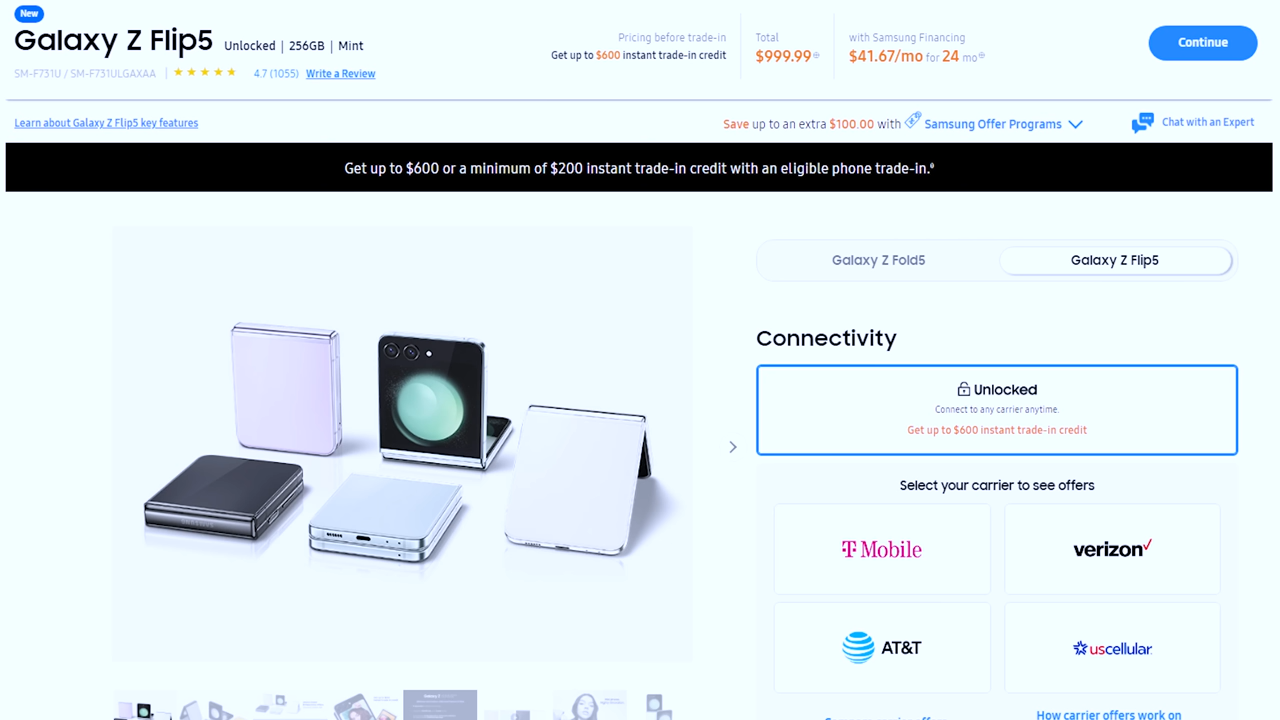 New
Galaxy Z Flip5 Unlocked | 256GB | Mint
SM-F731U / SM-F731ULGAXAA | ★★★★★ 4.7 (1055) Write a Review
Pricing before trade-in
Get up to $600 instant trade-in credit
Total
$999.99
with Samsung Financing
$41.67/mo for 24 mo
Continue
Learn about Galaxy Z Flip5 key features
Save up to an extra $100.00 with Samsung Offer Programs
Chat with an Expert
Get up to $600 or a minimum of $200 instant trade-in credit with an eligible phone trade-in.
Galaxy Z Fold5
Galaxy Z Flip5
Connectivity
Unlocked
Connect to any carrier anytime.
Get up to $600 instant trade-in credit
Select your carrier to see offers
T Mobile
verizon
AT&T
uscellular
How carrier offers work on